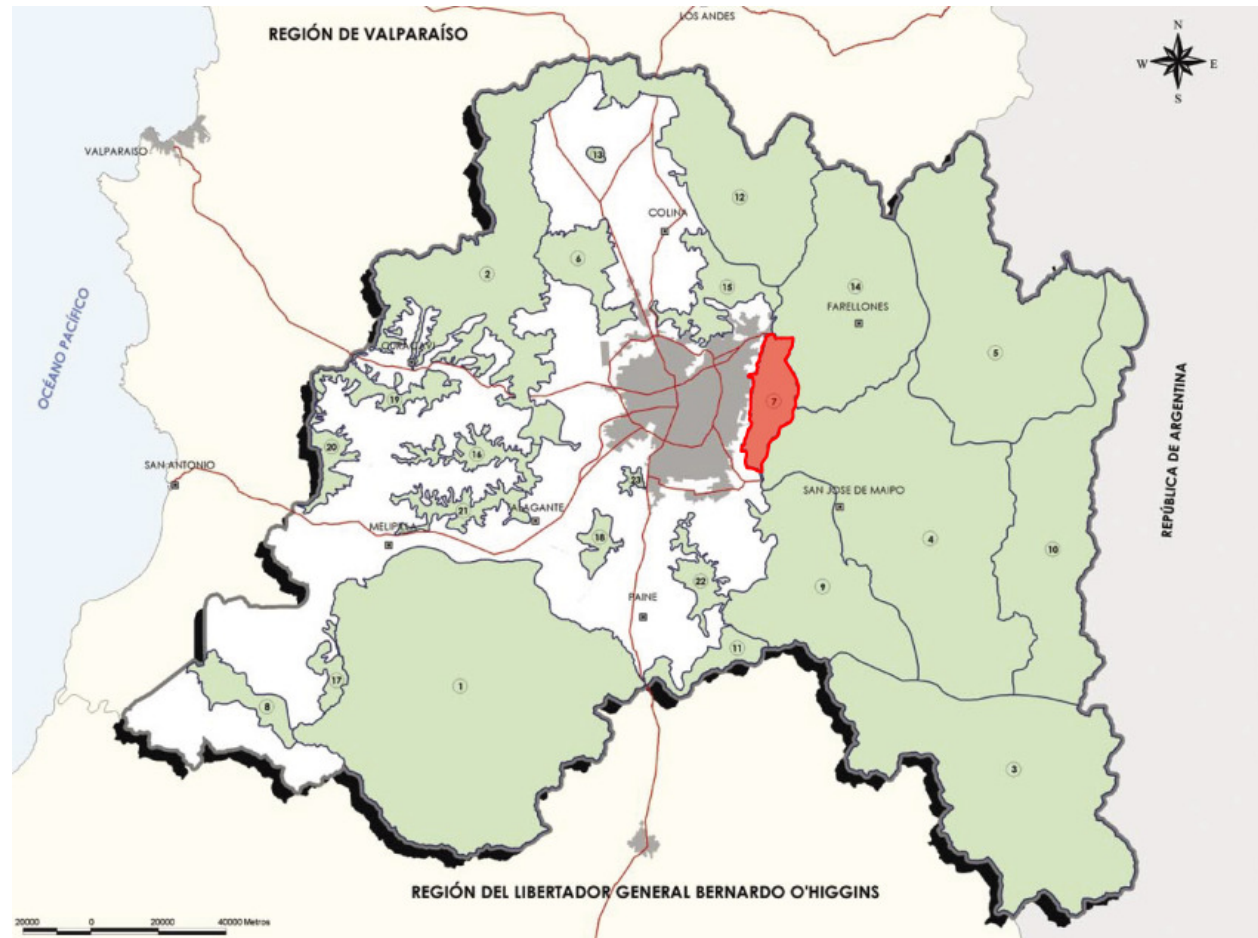 LOS ANDES
REGIÓN DE VALPARAÍSO
N
W
E
S
VALPARAISO
13
12
COLINA
6
2
15
14
FARELLONES
OCÉANO PACÍFICO
5
7
19
REPÚBLICA DE ARGENTINA
20
16
SAN ANTONIO
23
SAN JOSE DE MAIPO
21
MELIPILLA
18
4
10
22
9
PAINE
11
17
1
8
3
REGIÓN DEL LIBERTADOR GENERAL BERNARDO O'HIGGINS
20000 0 20000 40000 Metros